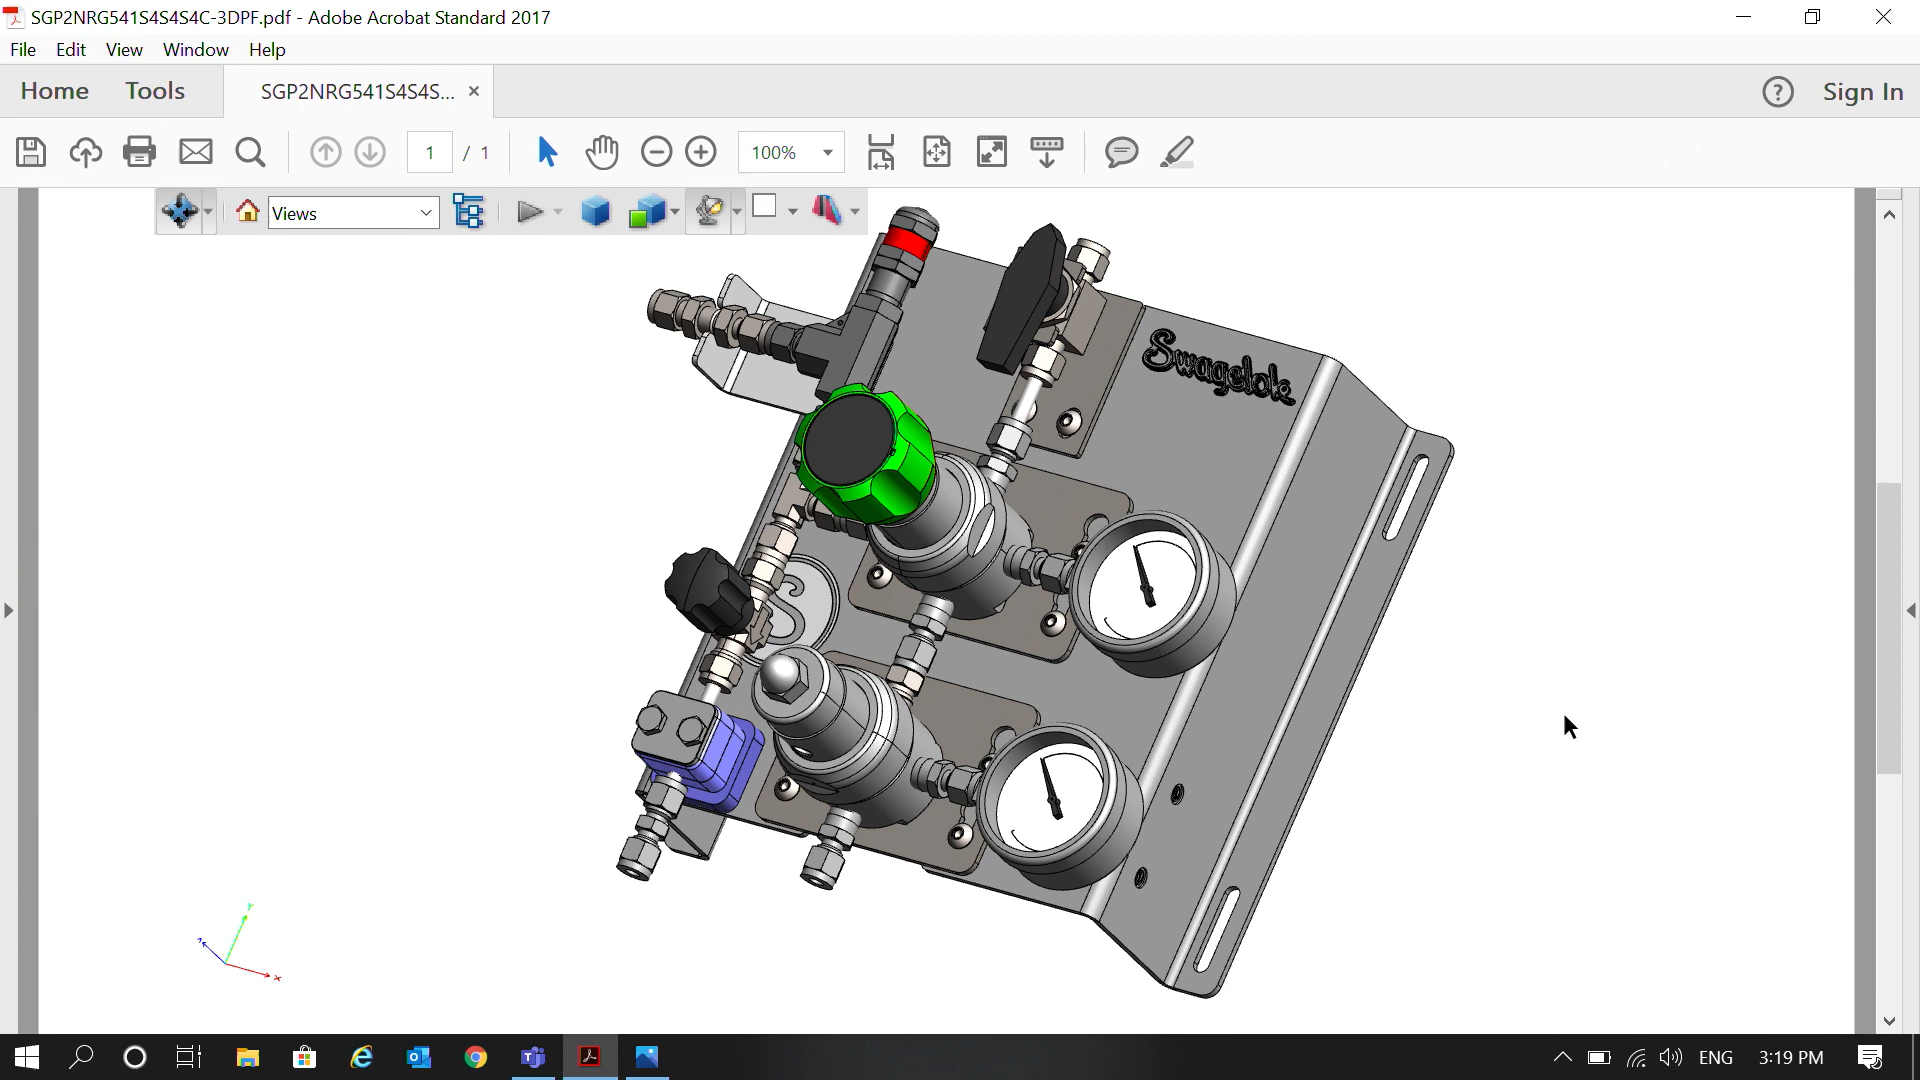 SGP2NRG541S4S4S4C-3DPF.pdf - Adobe Acrobat Standard 2017
File Edit View Window Help
Home Tools SGP2NRG541S4S4S... × ? Sign In
1 / 1 100%
Views
Swagelok
S
Y
X
ENG 3:19 PM